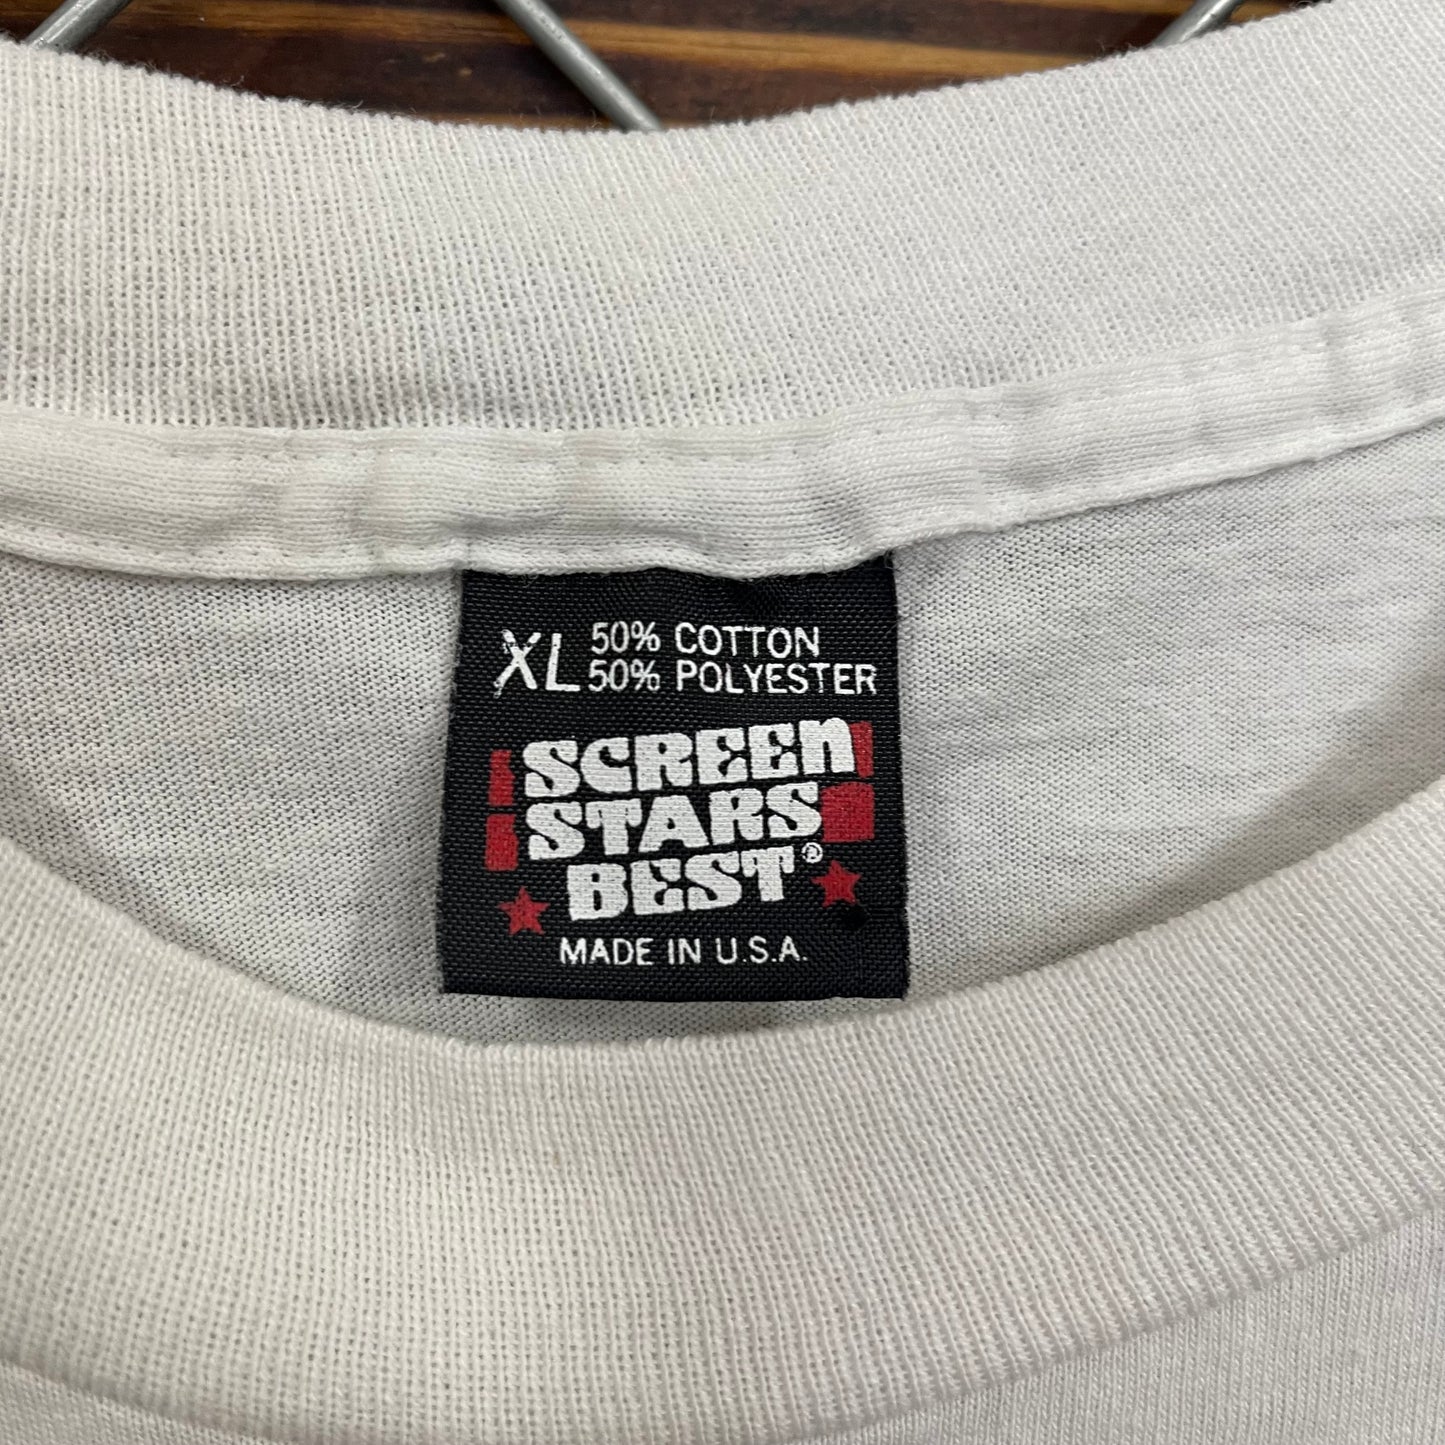 XL 50% COTTON
50% POLYESTER
SCREEN
STARS
BEST®
MADE IN U.S.A.